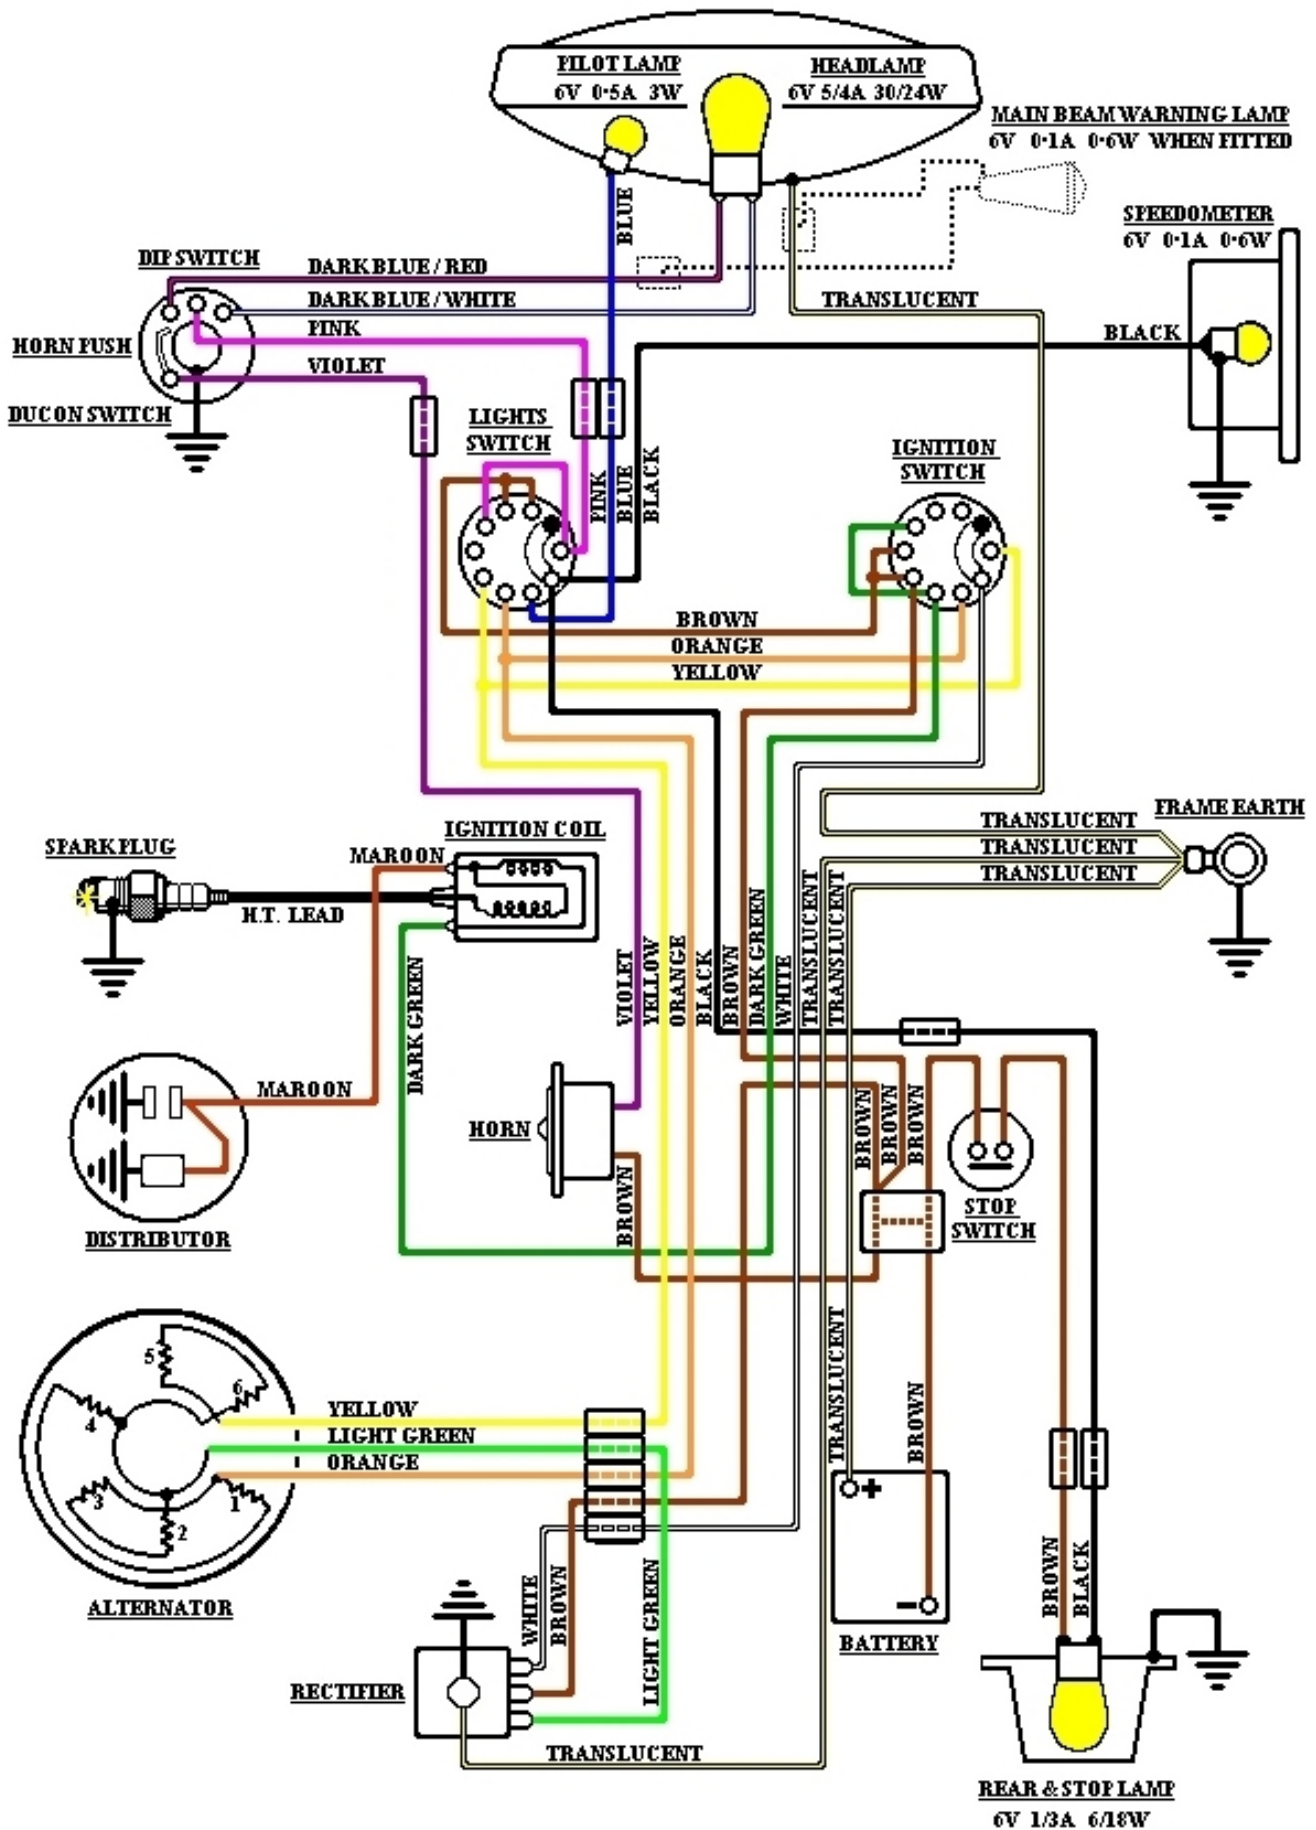 PILOT LAMP
6V 0·5A 3W
HEADLAMP
6V 5/4A 30/24W
MAIN BEAM WARNING LAMP
6V 0·1A 0·6W WHEN FITTED
SPEEDOMETER
6V 0·1A 0·6W
BLUE
DIP SWITCH
DARK BLUE / RED
DARK BLUE / WHITE
TRANSLUCENT
PINK
HORN PUSH
VIOLET
BLACK
DUCON SWITCH
LIGHTS
SWITCH
PINK
BLUE
BLACK
IGNITION
SWITCH
BROWN
ORANGE
YELLOW
SPARK PLUG
MAROON
IGNITION COIL
H.T. LEAD
FRAME EARTH
TRANSLUCENT
TRANSLUCENT
TRANSLUCENT
DARK GREEN
VIOLET
YELLOW
ORANGE
BLACK
BROWN
DARK GREEN
WHITE
TRANSLUCENT
TRANSLUCENT
MAROON
DISTRIBUTOR
HORN
BROWN
BROWN
BROWN
BROWN
STOP
SWITCH
5
6
4
3
2
1
ALTERNATOR
YELLOW
LIGHT GREEN
ORANGE
TRANSLUCENT
BROWN
+
−
BATTERY
WHITE
BROWN
LIGHT GREEN
RECTIFIER
TRANSLUCENT
BROWN
BLACK
REAR & STOP LAMP
6V 1/3A 6/18W